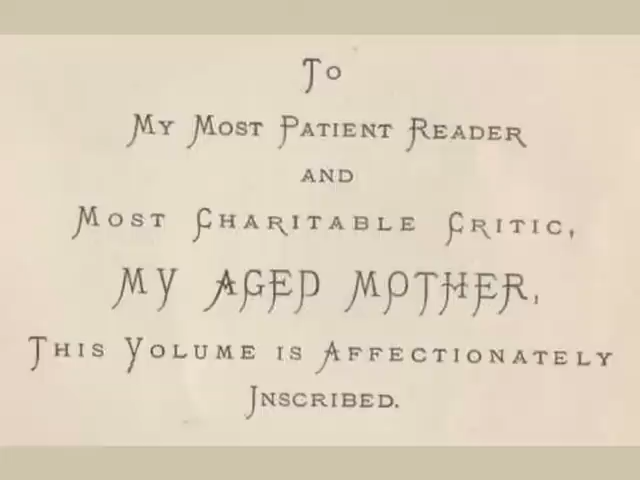 To
My Most Patient Reader
and
Most Charitable Critic,
MY AGED MOTHER,
This Volume is Affectionately
Inscribed.